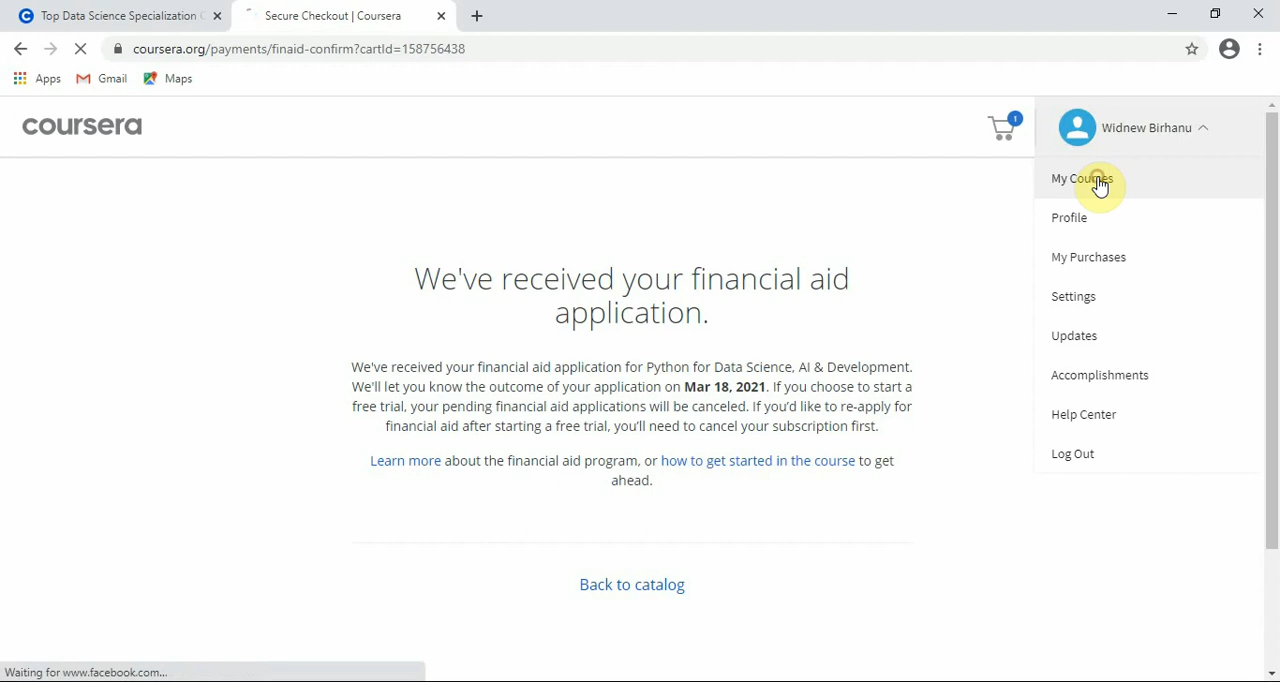 Top Data Science Specialization
Secure Checkout | Coursera
coursera.org/payments/finaid-confirm?cartId=158756438
Apps
Gmail
Maps
coursera
1
Widnew Birhanu
My Courses
Profile
My Purchases
Settings
Updates
Accomplishments
Help Center
Log Out
We've received your financial aid
application.
We've received your financial aid application for Python for Data Science, AI & Development.
We'll let you know the outcome of your application on Mar 18, 2021. If you choose to start a
free trial, your pending financial aid applications will be canceled. If you'd like to re-apply for
financial aid after starting a free trial, you'll need to cancel your subscription first.
Learn more about the financial aid program, or how to get started in the course to get
ahead.
Back to catalog
Waiting for www.facebook.com...